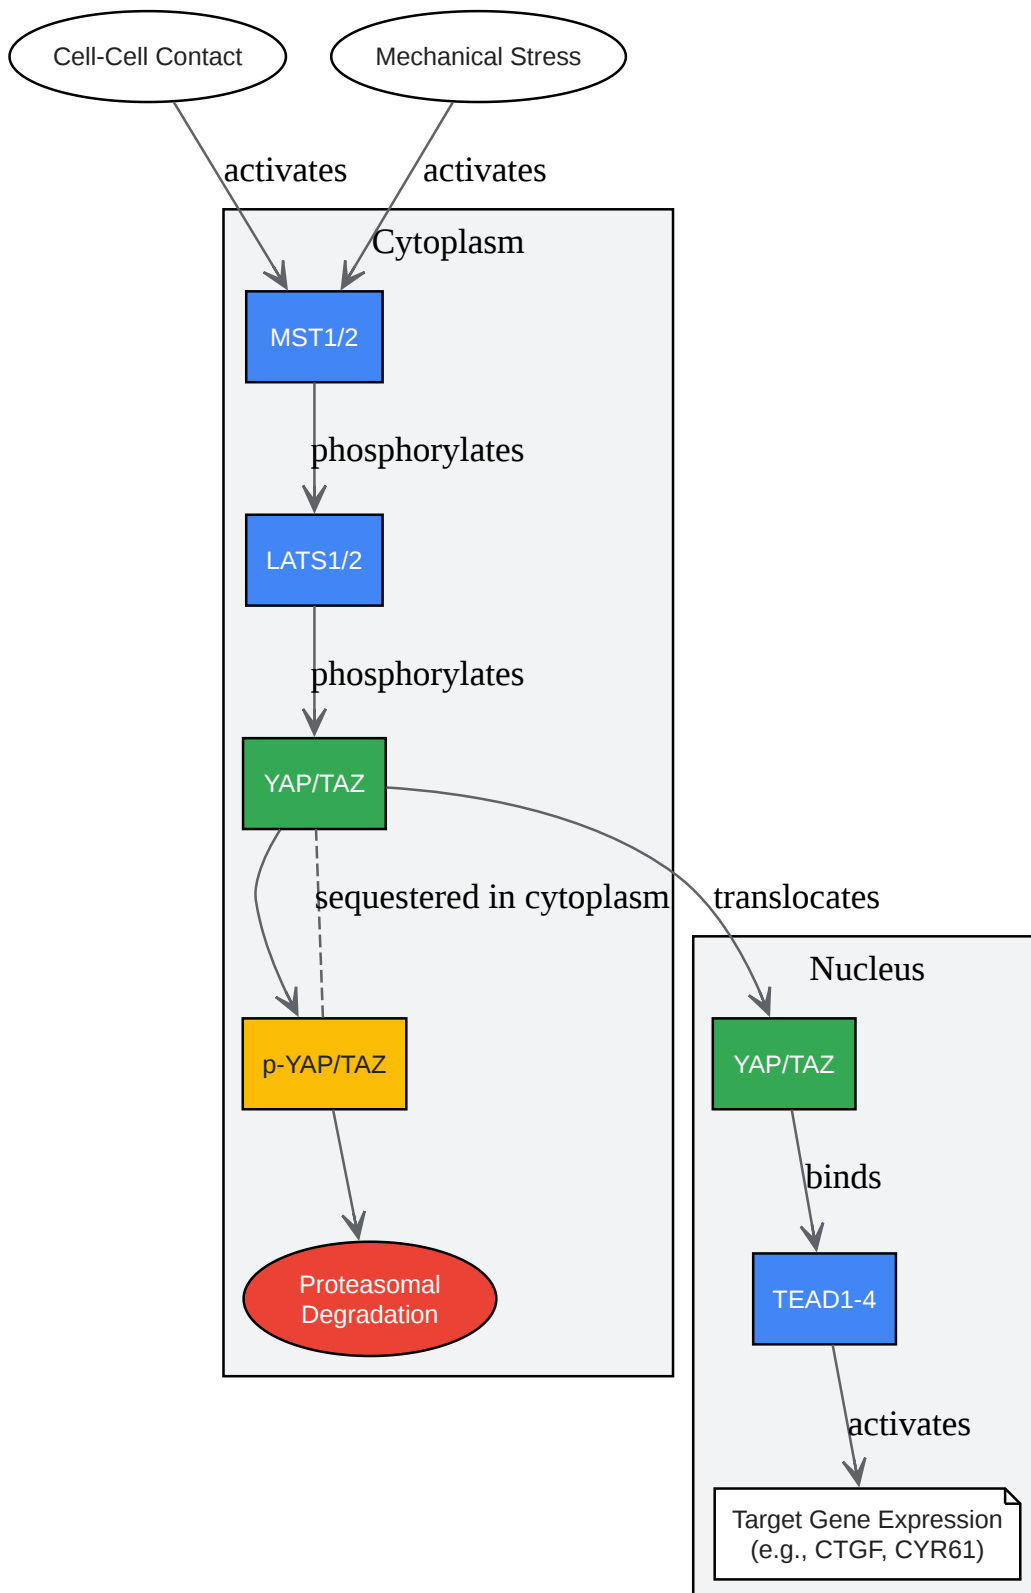 Cell-Cell Contact
Mechanical Stress
activates
activates
Cytoplasm
MST1/2
phosphorylates
LATS1/2
phosphorylates
YAP/TAZ
sequestered in cytoplasm
translocates
Nucleus
p-YAP/TAZ
YAP/TAZ
binds
Proteasomal
Degradation
TEAD1-4
activates
Target Gene Expression
(e.g., CTGF, CYR61)